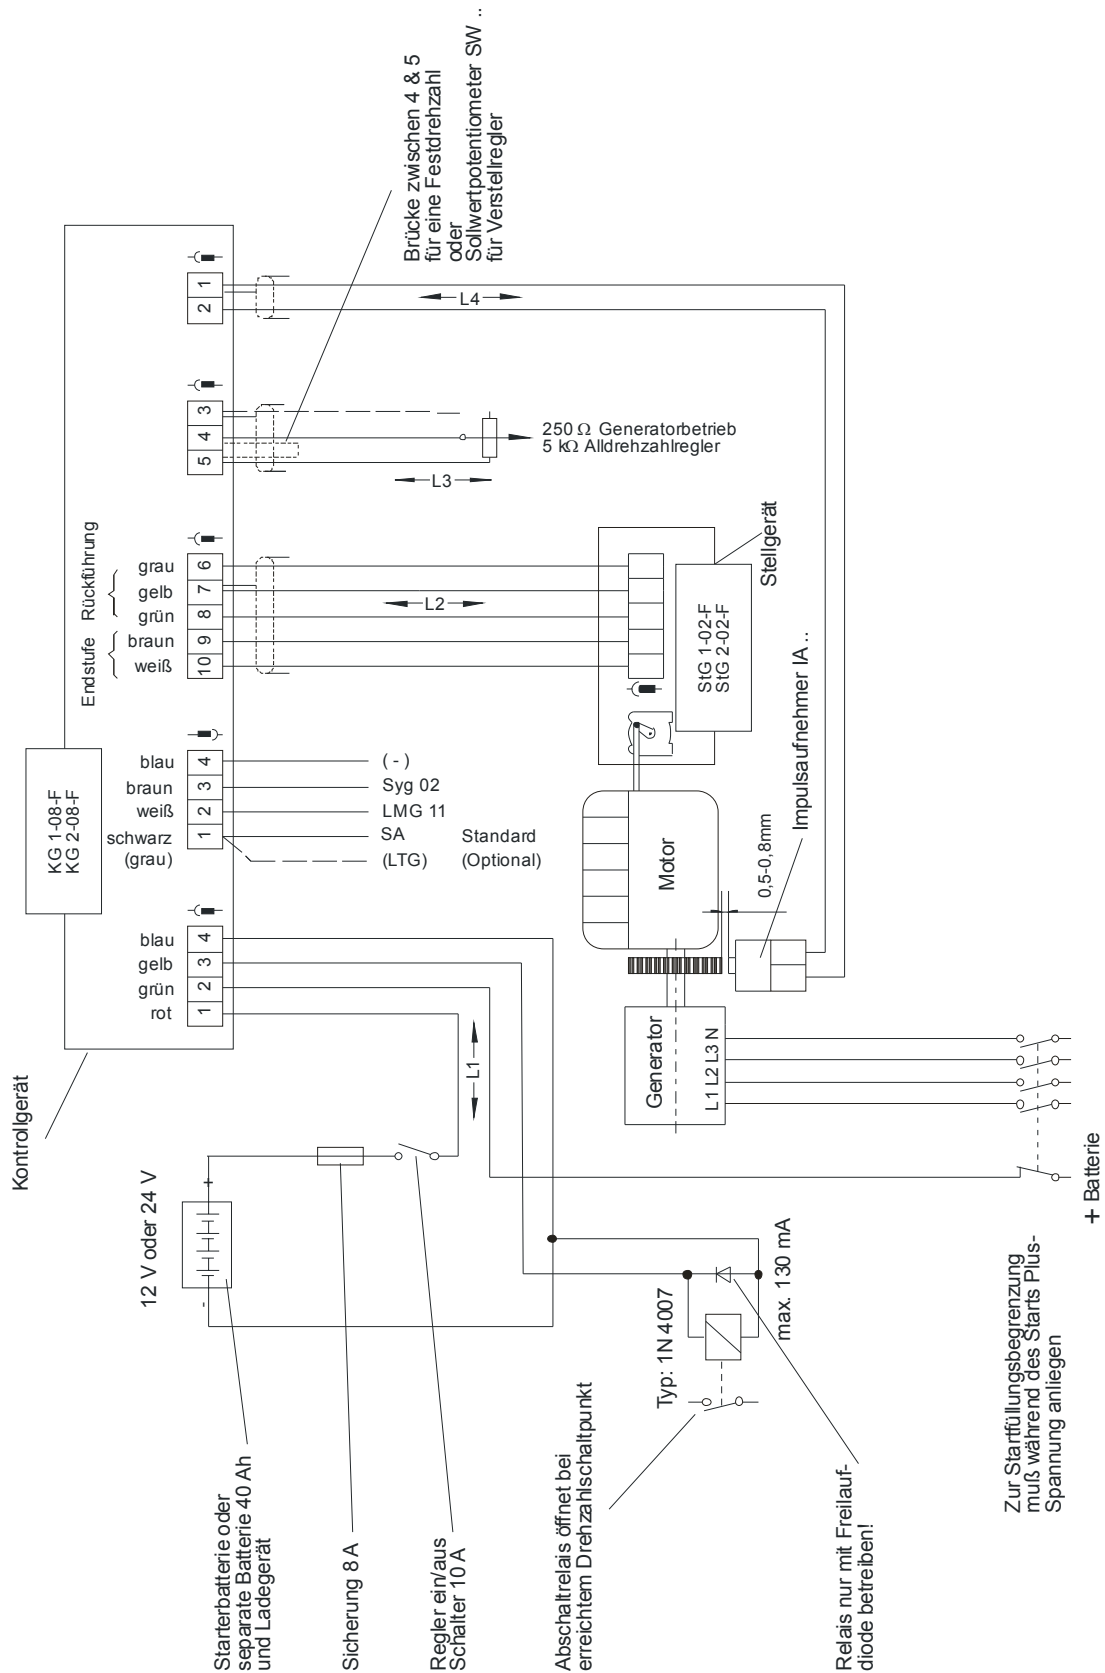 Kontrollgerät
KG 1-08-F
KG 2-08-F
12 V oder 24 V
+
-
Starterbatterie oder
separate Batterie 40 Ah
und Ladegerät
Sicherung 8 A
Regler ein/aus
Schalter 10 A
L1
rot
grün
gelb
blau
1
2
3
4
schwarz
(grau)
weiß
braun
blau
1
2
3
4
SA
(LTG)
LMG 11
Syg 02
( - )
Standard
(Optional)
Endstufe
Rückführung
weiß
braun
grün
gelb
grau
10
9
8
7
6
L2
5
4
3
L3
250 Ω Generatorbetrieb
5 kΩ Alldrehzahlregler
2
1
L4
Brücke zwischen 4 & 5
für eine Festdrehzahl
oder
Sollwertpotentiometer SW ..
für Verstellregler
Abschaltrelais öffnet bei
erreichtem Drehzahlschaltpunkt
Typ: 1N 4007
max. 130 mA
Relais nur mit Freilauf-
diode betreiben!
Generator
L1 L2 L3 N
Motor
StG 1-02-F
StG 2-02-F
Stellgerät
0,5-0,8mm
Impulsaufnehmer IA ..
Zur Startfüllungsbegrenzung
muß während des Starts Plus-
Spannung anliegen
+ Batterie